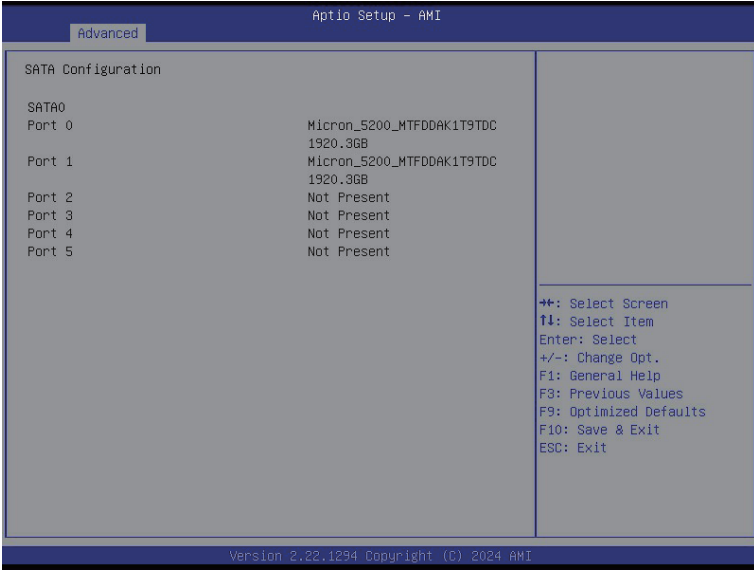 Aptio Setup – AMI
Advanced
SATA Configuration
SATA0
Port 0 Micron_5200_MTFDDAK1T9TDC
1920.3GB
Port 1 Micron_5200_MTFDDAK1T9TDC
1920.3GB
Port 2 Not Present
Port 3 Not Present
Port 4 Not Present
Port 5 Not Present
→←: Select Screen
↑↓: Select Item
Enter: Select
+/-: Change Opt.
F1: General Help
F3: Previous Values
F9: Optimized Defaults
F10: Save & Exit
ESC: Exit
Version 2.22.1294 Copyright (C) 2024 AMI